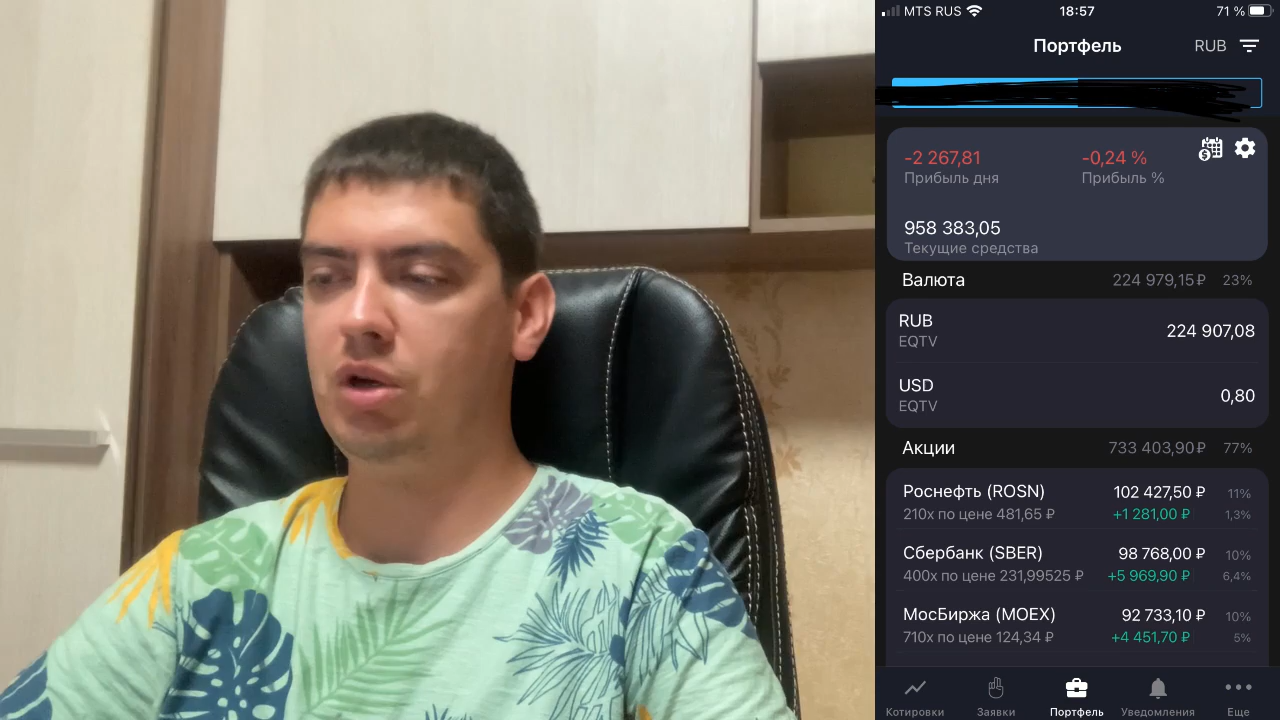 MTS RUS 18:57 71 %
Портфель RUB
-2 267,81 -0,24 %
Прибыль дня Прибыль %
958 383,05
Текущие средства
Валюта 224 979,15 ₽ 23%
RUB 224 907,08
EQTV
USD 0,80
EQTV
Акции 733 403,90 ₽ 77%
Роснефть (ROSN) 102 427,50 ₽ 11%
210x по цене 481,65 ₽ +1 281,00 ₽ 1,3%
Сбербанк (SBER) 98 768,00 ₽ 10%
400x по цене 231,99525 ₽ +5 969,90 ₽ 6,4%
МосБиржа (MOEX) 92 733,10 ₽ 10%
710x по цене 124,34 ₽ +4 451,70 ₽ 5%
Котировки Заявки Портфель Уведомления Еще